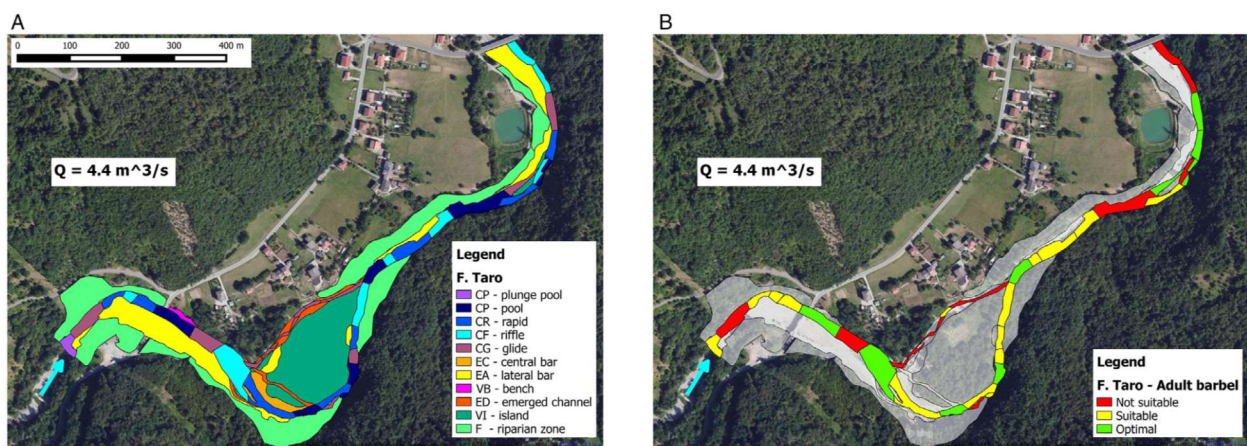 A
0 100 200 300 400 m
Q = 4.4 m^3/s
Legend
F. Taro
CP - plunge pool
CP - pool
CR - rapid
CF - riffle
CG - glide
EC - central bar
EA - lateral bar
VB - bench
ED - emerged channel
VI - island
F - riparian zone
B
Q = 4.4 m^3/s
Legend
F. Taro - Adult barbel
Not suitable
Suitable
Optimal